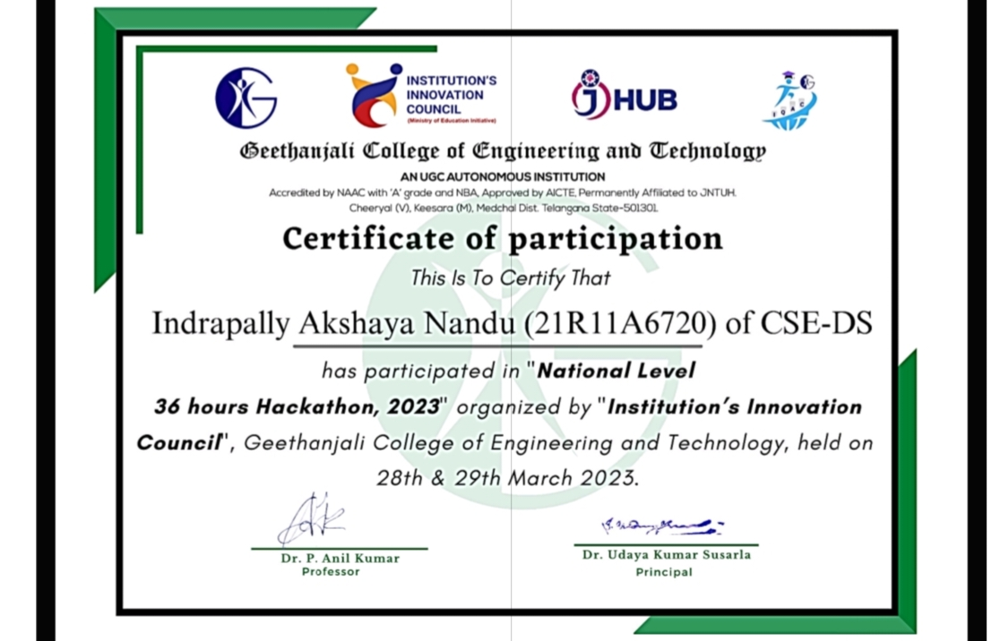 INSTITUTION'S
INNOVATION
COUNCIL
(Ministry of Education Initiative)
JHUB
G
IQAC
Geethanjali College of Engineering and Technology
AN UGC AUTONOMOUS INSTITUTION
Accredited by NAAC with 'A' grade and NBA, Approved by AICTE, Permanently Affiliated to JNTUH.
Cheeryal (V), Keesara (M), Medchal Dist. Telangana State-501301.
Certificate of participation
This Is To Certify That
Indrapally Akshaya Nandu (21R11A6720) of CSE-DS
has participated in "National Level
36 hours Hackathon, 2023" organized by "Institution's Innovation
Council", Geethanjali College of Engineering and Technology, held on
28th & 29th March 2023.
Dr. P. Anil Kumar
Professor
Dr. Udaya Kumar Susarla
Principal